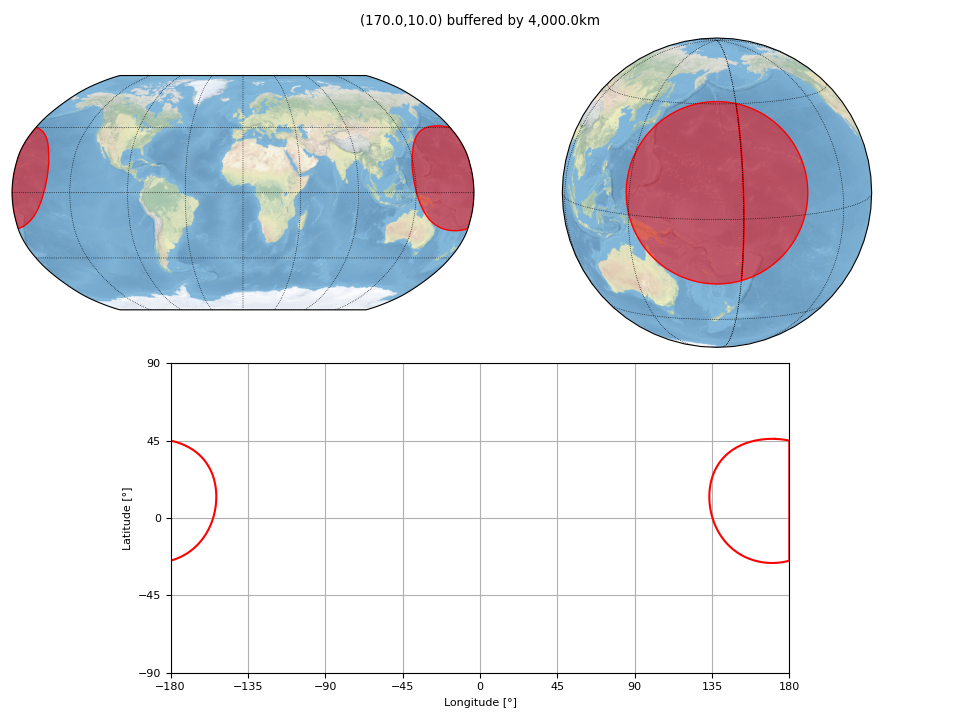 (170.0,10.0) buffered by 4,000.0km
90
45
0
−45
−90
Latitude [°]
−180 −135 −90 −45 0 45 90 135 180
Longitude [°]